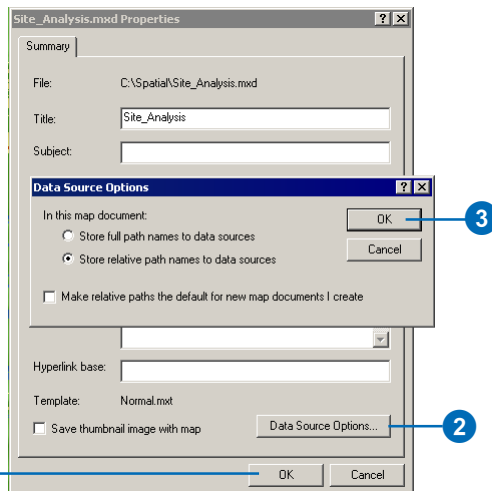 Site_Analysis.mxd Properties
Summary
File: C:\Spatial\Site_Analysis.mxd
Title: Site_Analysis
Subject:
Data Source Options
In this map document:
Store full path names to data sources
Store relative path names to data sources
Make relative paths the default for new map documents I create
OK
3
Cancel
Hyperlink base:
Template: Normal.mxt
Save thumbnail image with map
Data Source Options...
2
OK
Cancel